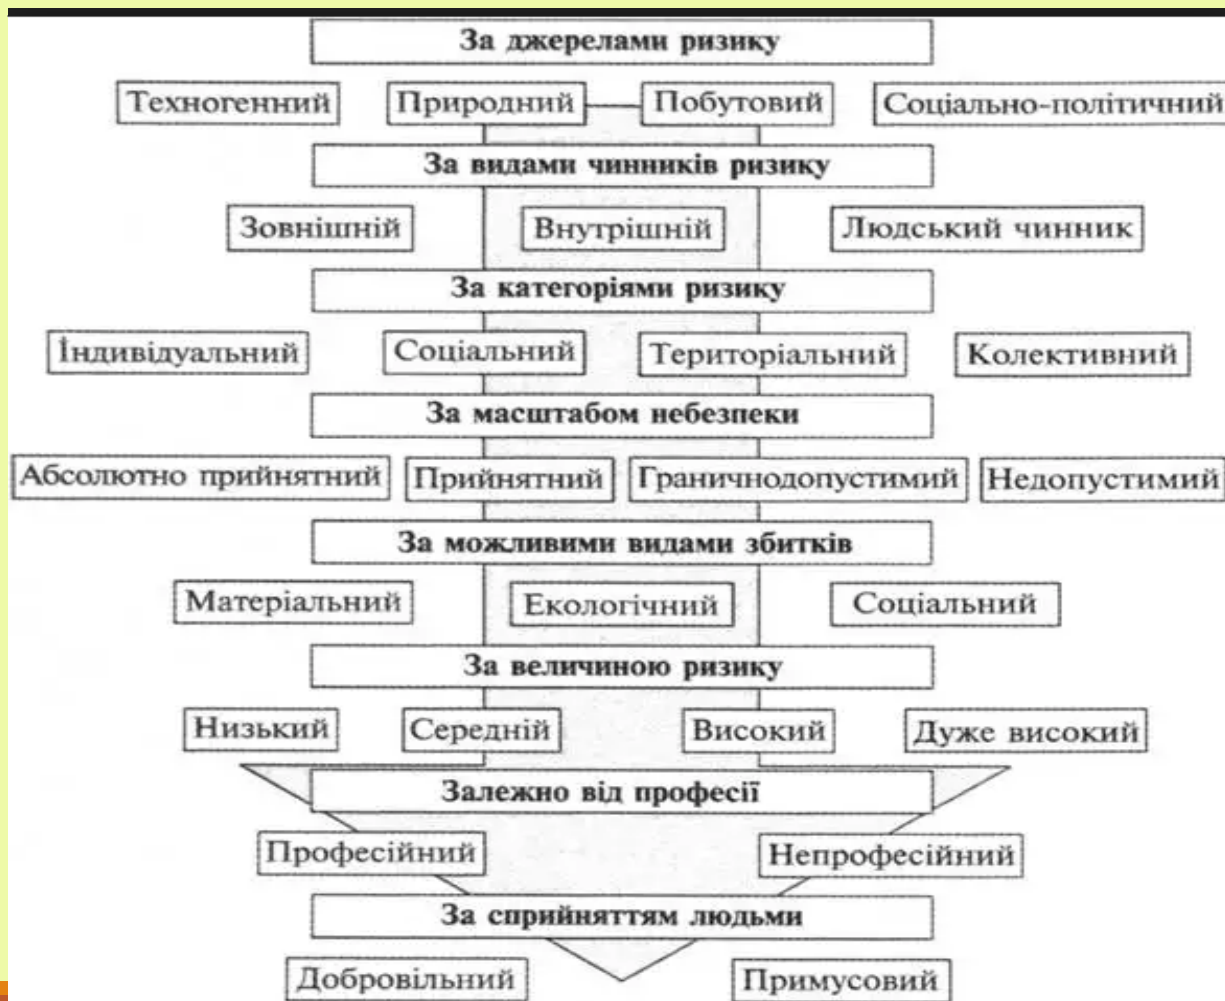 За джерелами ризику
Техногенний Природний Побутовий Соціально-політичний
За видами чинників ризику
Зовнішній Внутрішній Людський чинник
За категоріями ризику
Індивідуальний Соціальний Територіальний Колективний
За масштабом небезпеки
Абсолютно прийнятний Прийнятний Граничнодопустимий Недопустимий
За можливими видами збитків
Матеріальний Екологічний Соціальний
За величиною ризику
Низький Середній Високий Дуже високий
Залежно від професії
Професійний Непрофесійний
За сприйняттям людьми
Добровільний Примусовий